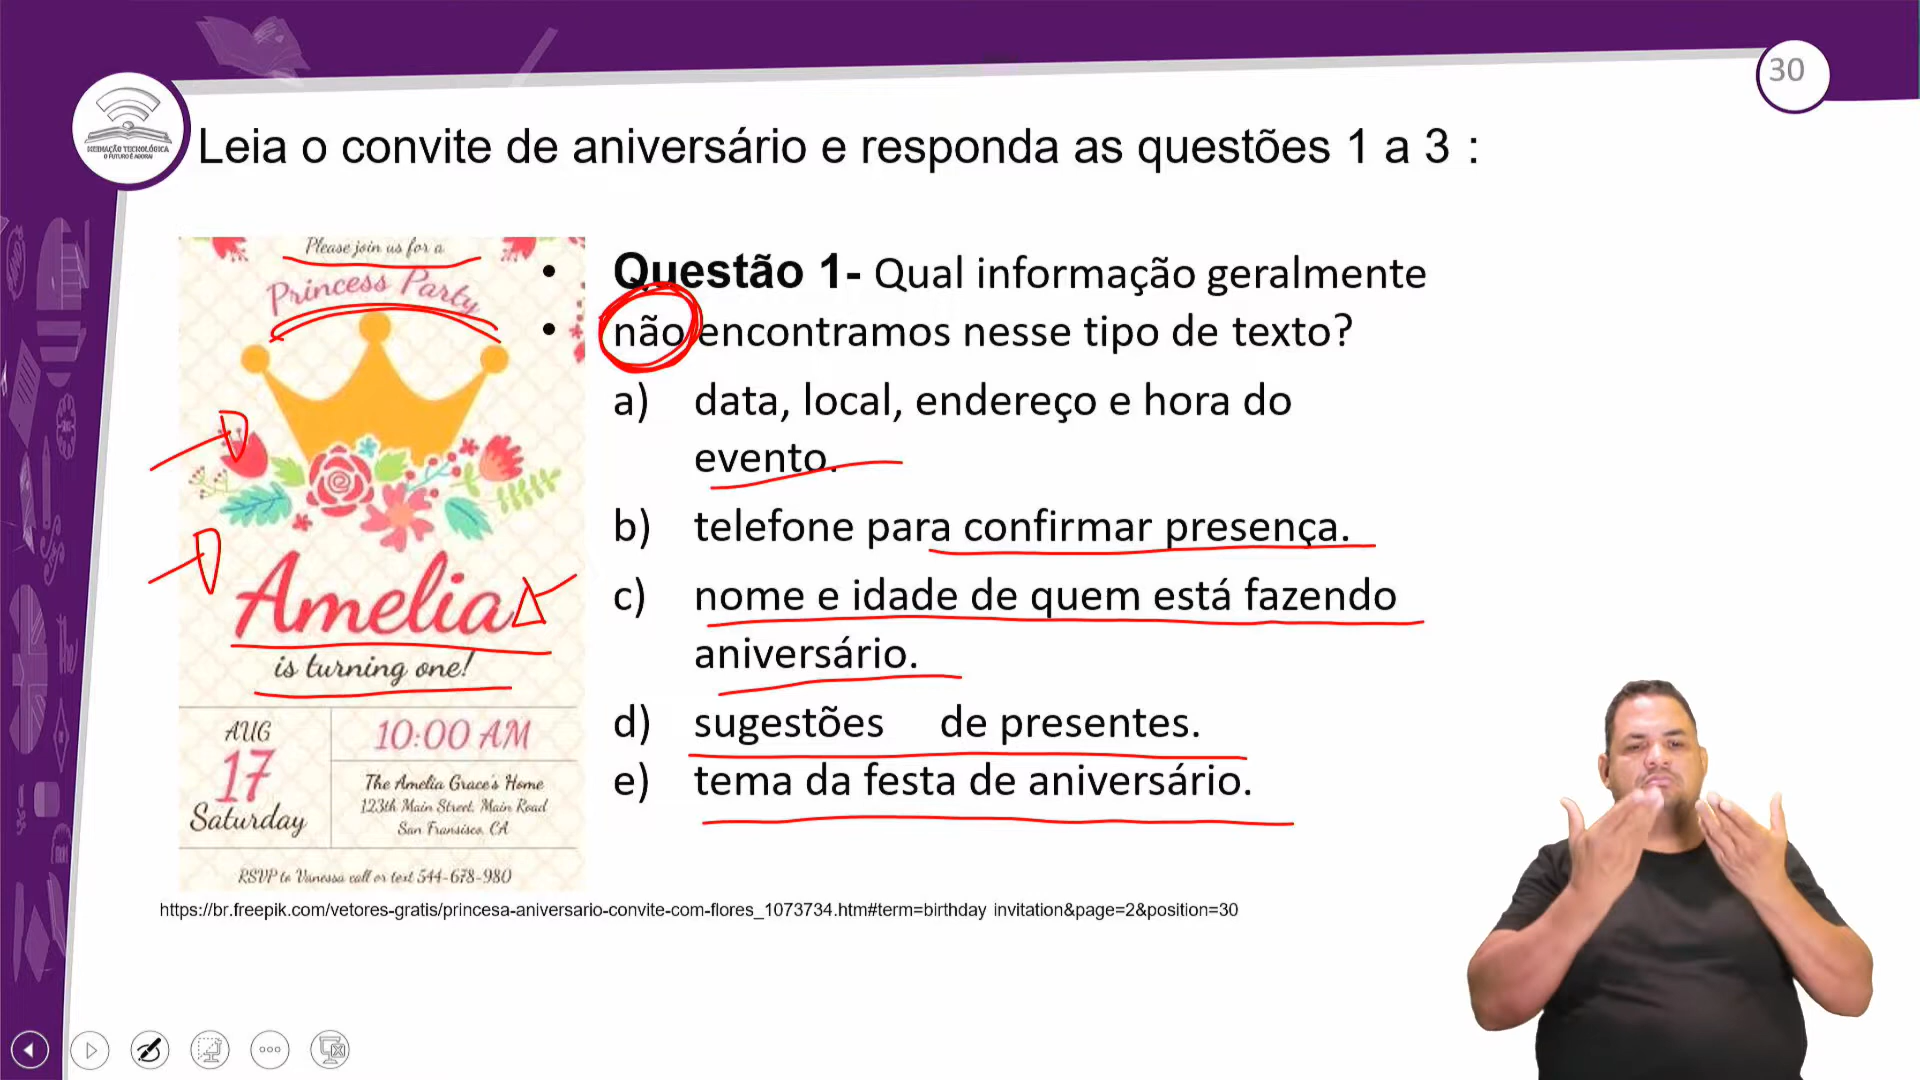 30
MEDIAÇÃO TECNOLÓGICA
O FUTURO É AGORA!
Leia o convite de aniversário e responda as questões 1 a 3 :
Please join us for a
Princess Party
Amelia
is turning one!
AUG
17
Saturday
10:00 AM
The Amelia Grace's Home
123th Main Street, Main Road
San Fransisco, CA
RSVP to Vanessa call or text 544-678-980
• Questão 1- Qual informação geralmente
• não encontramos nesse tipo de texto?
a) data, local, endereço e hora do
evento.
b) telefone para confirmar presença.
c) nome e idade de quem está fazendo
aniversário.
d) sugestões de presentes.
e) tema da festa de aniversário.
https://br.freepik.com/vetores-gratis/princesa-aniversario-convite-com-flores_1073734.htm#term=birthday invitation&page=2&position=30